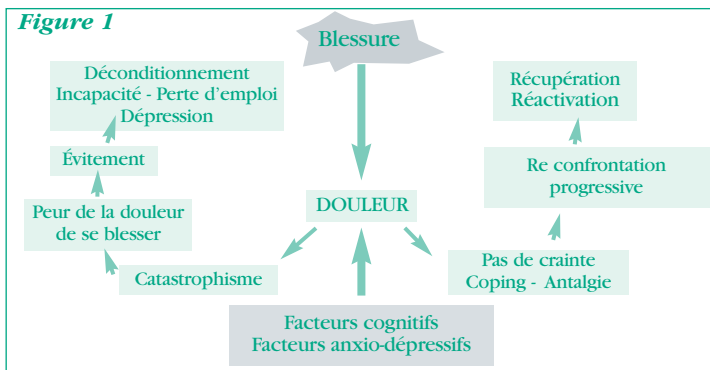 Figure 1
Blessure
Déconditionnement
Incapacité - Perte d'emploi
Dépression
Évitement
Peur de la douleur
de se blesser
Catastrophisme
DOULEUR
Récupération
Réactivation
Re confrontation
progressive
Pas de crainte
Coping - Antalgie
Facteurs cognitifs
Facteurs anxio-dépressifs